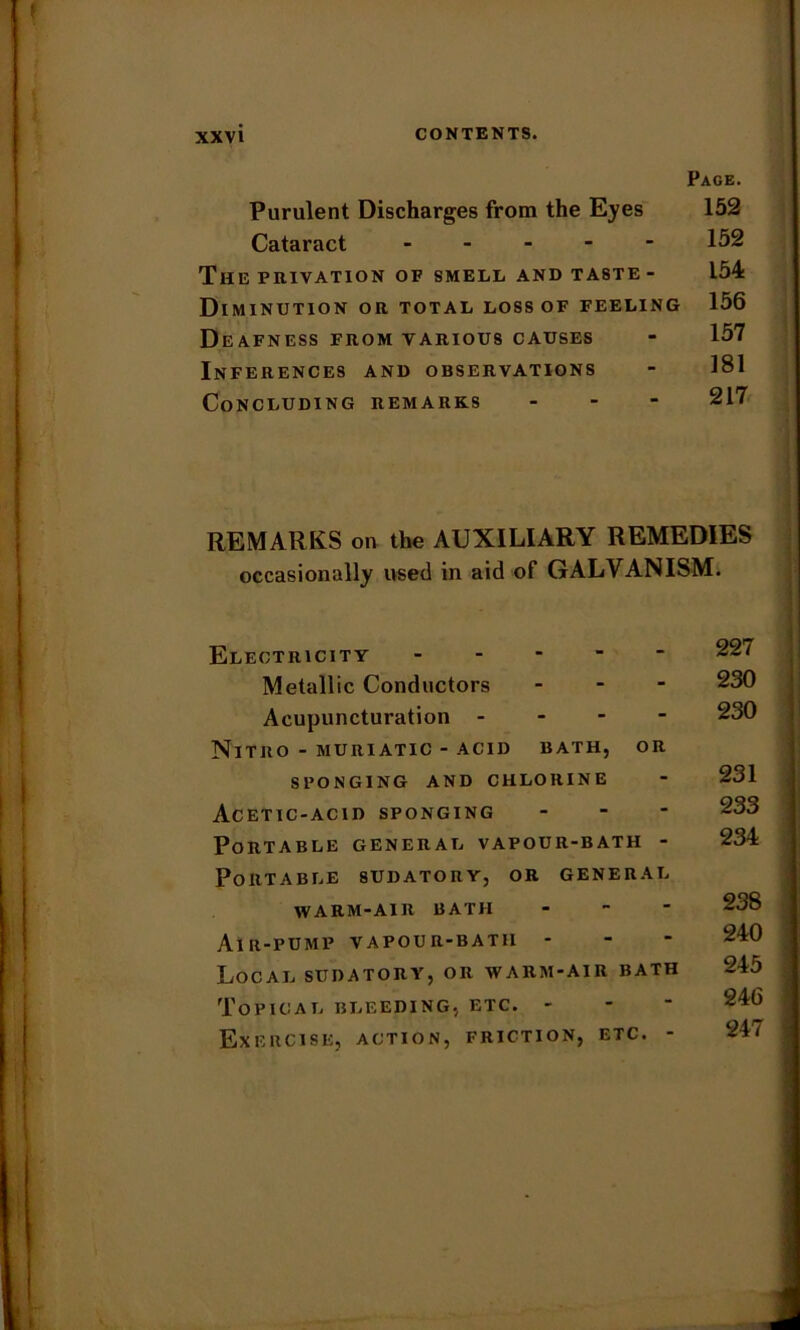 xxvi CONTENTS.
Page.
Purulent Discharges from the Eyes 152
Cataract - - - - - 152
The privation of smell and taste - 154
Diminution or total loss of feeling 156
Deafness from various causes - 157
Inferences and observations - 181
Concluding remarks - - - 217
REMARKS on the AUXILIARY REMEDIES
occasionally used in aid of GALVANISM.
Electricity - - - - - 227
Metallic Conductors - - - 230
Acupuncturation - - - - 230
Nitro - muriatic - acid bath, or
sponging and chlorine - 231
Acetic-acid sponging - - - 233
Portable general vapour-bath - 234
Portable sudatory, or general
warm-air bath - - - 238
Air-pump vapour-bath - - - 240
Local sudatory, or warm-air bath 245
Topical bleeding, etc. - - - 246
Exercise, action, friction, etc. - 247